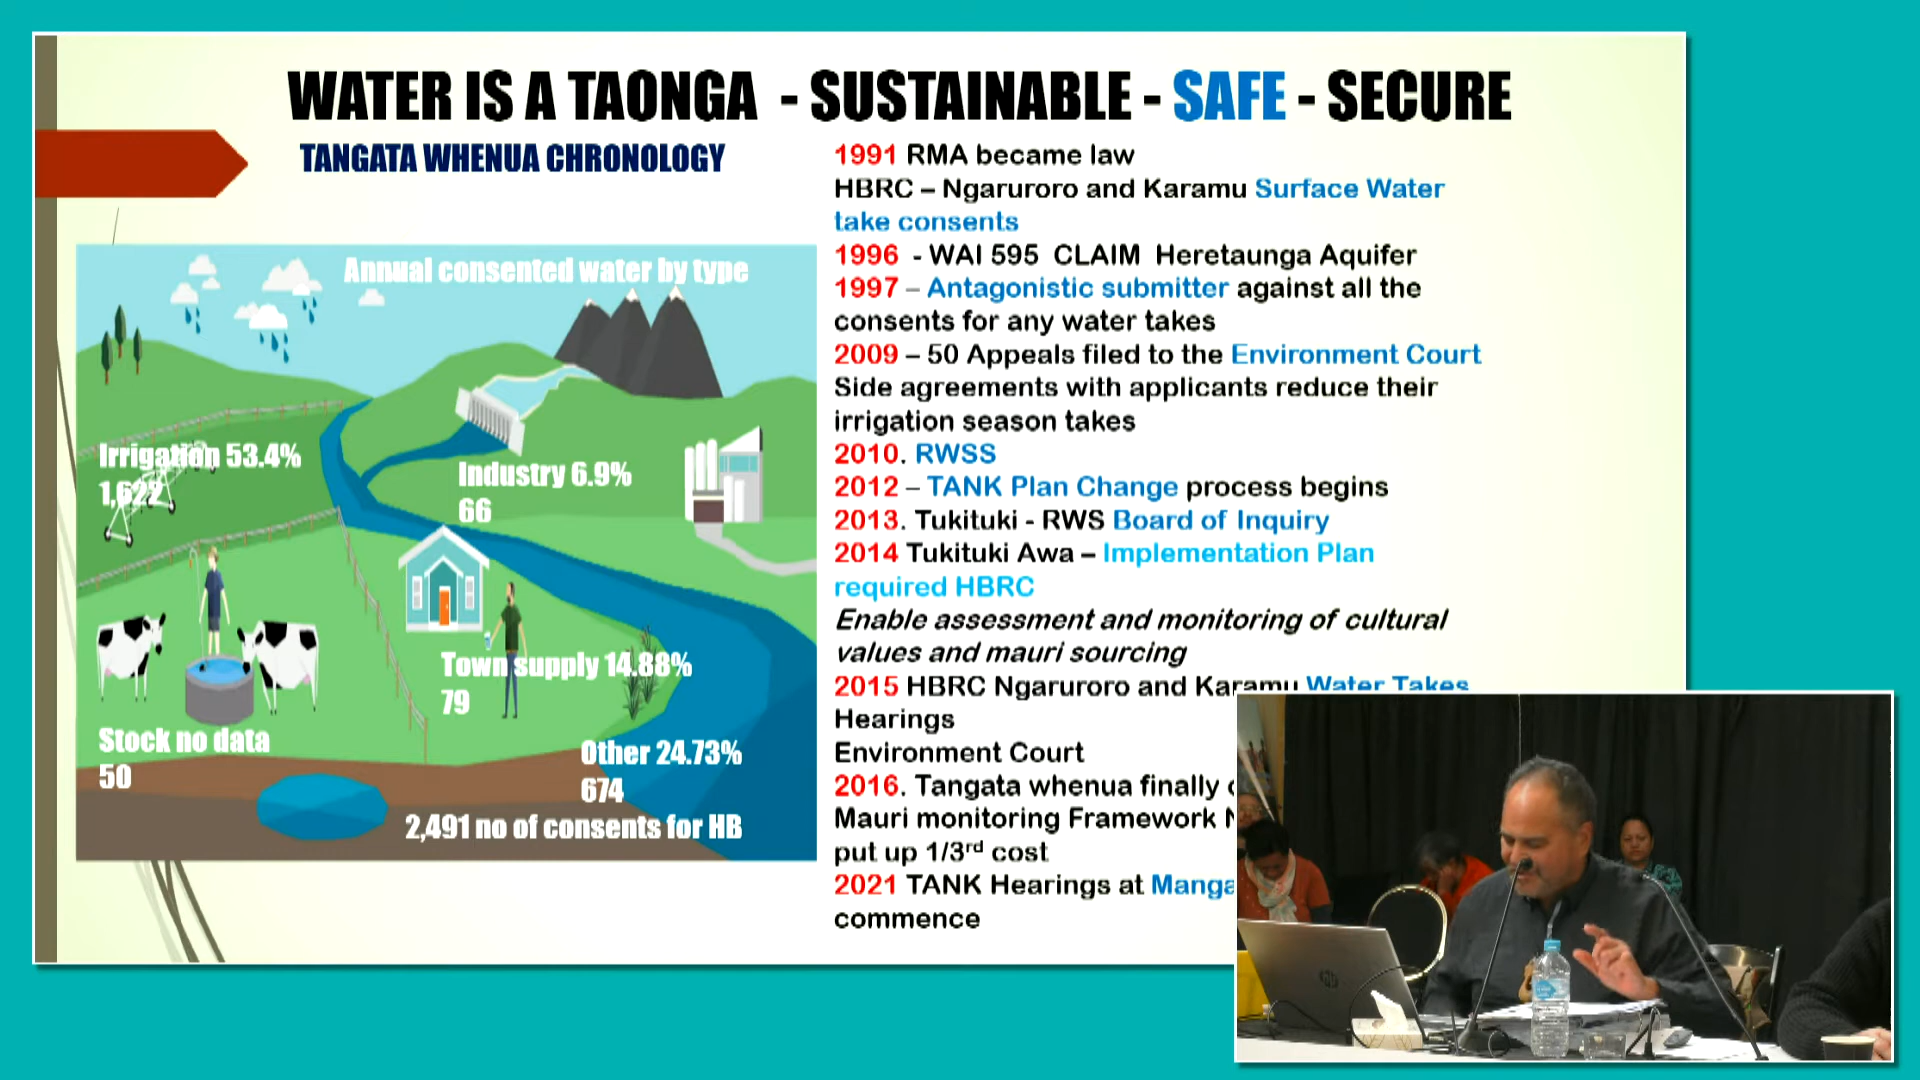 WATER IS A TAONGA - SUSTAINABLE - SAFE - SECURE
TANGATA WHENUA CHRONOLOGY
Annual consented water by type
Irrigation 53.4%
1,622
Industry 6.9%
66
Town supply 14.88%
79
Stock no data
50
Other 24.73%
674
2,491 no of consents for HB
1991 RMA became law
HBRC – Ngaruroro and Karamu Surface Water
take consents
1996 - WAI 595 CLAIM Heretaunga Aquifer
1997 – Antagonistic submitter against all the
consents for any water takes
2009 – 50 Appeals filed to the Environment Court
Side agreements with applicants reduce their
irrigation season takes
2010. RWSS
2012 – TANK Plan Change process begins
2013. Tukituki - RWS Board of Inquiry
2014 Tukituki Awa – Implementation Plan
required HBRC
Enable assessment and monitoring of cultural
values and mauri sourcing
2015 HBRC Ngaruroro and Karamu Water Takes
Hearings
Environment Court
2016. Tangata whenua finally
Mauri monitoring Framework
put up 1/3rd cost
2021 TANK Hearings at
commence
hp